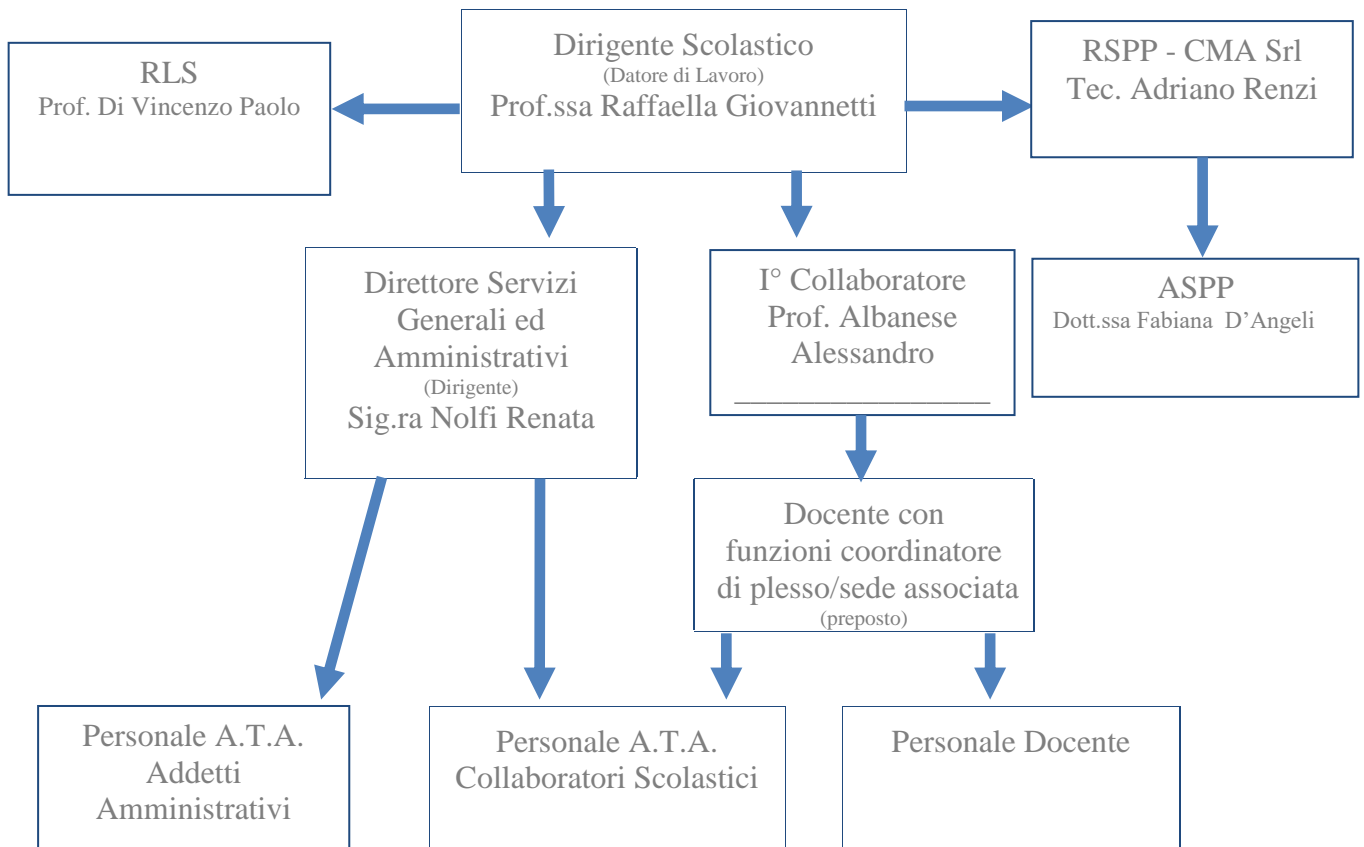 RLS
Prof. Di Vincenzo Paolo
Dirigente Scolastico
(Datore di Lavoro)
Prof.ssa Raffaella Giovannetti
RSPP - CMA Srl
Tec. Adriano Renzi
Direttore Servizi
Generali ed
Amministrativi
(Dirigente)
Sig.ra Nolfi Renata
I° Collaboratore
Prof. Albanese
Alessandro
ASPP
Dott.ssa Fabiana D’Angeli
Docente con
funzioni coordinatore
di plesso/sede associata
(preposto)
Personale A.T.A.
Addetti
Amministrativi
Personale A.T.A.
Collaboratori Scolastici
Personale Docente